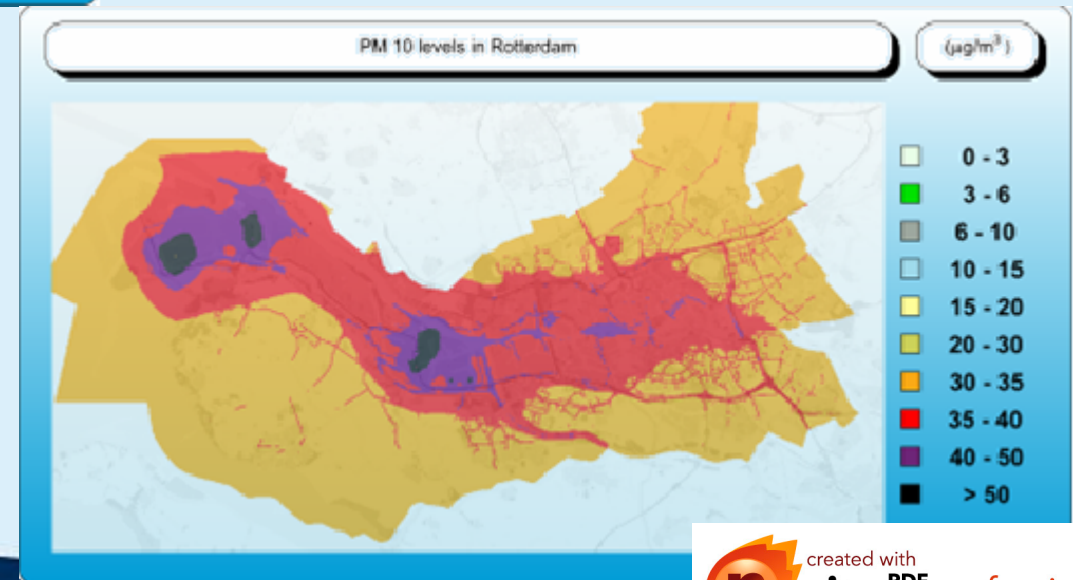 PM 10 levels in Rotterdam
(µg/m³)
0 - 3
3 - 6
6 - 10
10 - 15
15 - 20
20 - 30
30 - 35
35 - 40
40 - 50
> 50
created with
PDF